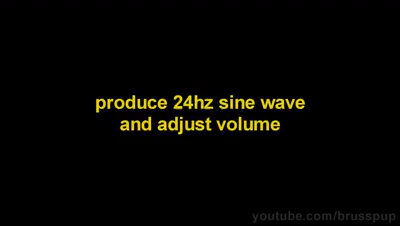 produce 24hz sine wave
and adjust volume
youtube.com/brusspup